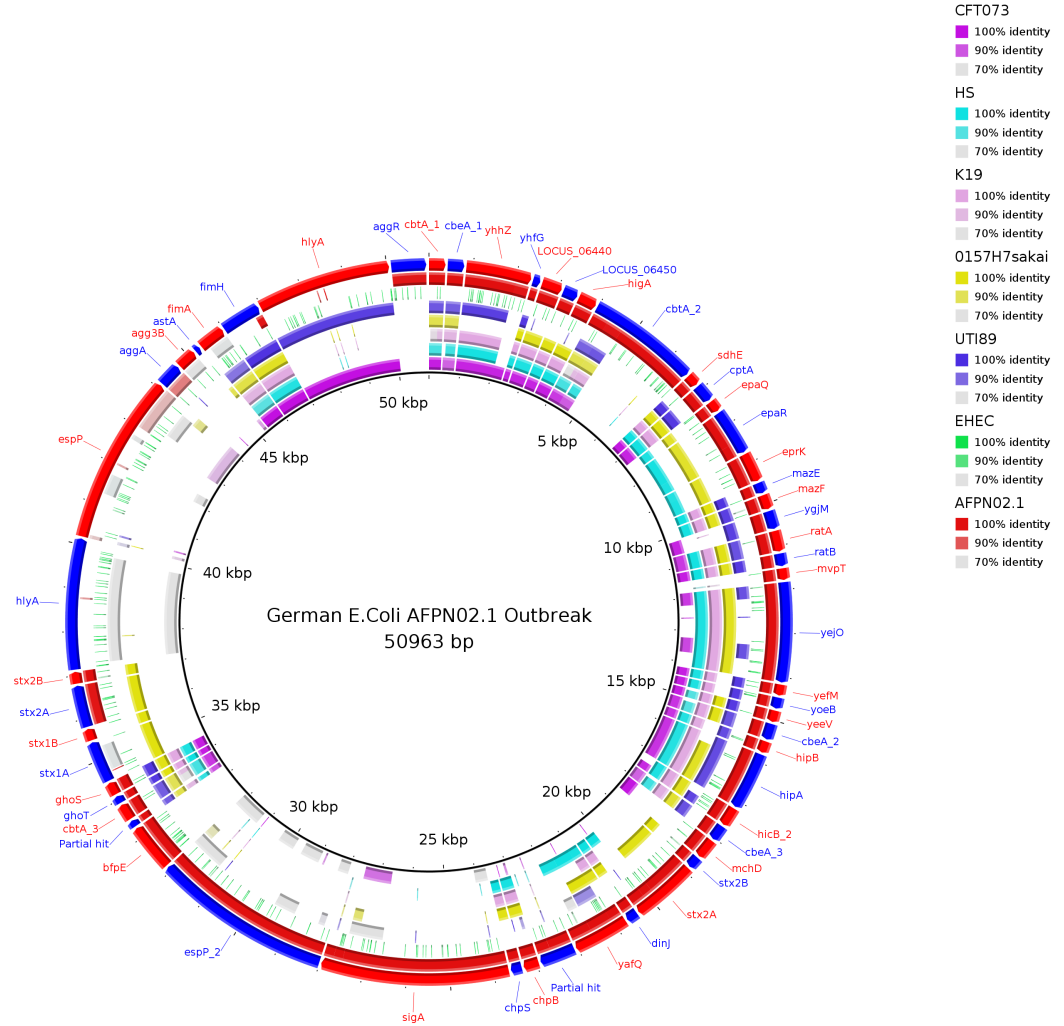 CFT073
100% identity
90% identity
70% identity
HS
100% identity
90% identity
70% identity
K19
100% identity
90% identity
70% identity
0157H7sakai
100% identity
90% identity
70% identity
UTI89
100% identity
90% identity
70% identity
EHEC
100% identity
90% identity
70% identity
AFPN02.1
100% identity
90% identity
70% identity
aggR
cbtA_1
cbeA_1
yhhZ
yhfG
LOCUS_06440
LOCUS_06450
higA
cbtA_2
sdhE
cptA
epaQ
epaR
eprK
mazE
mazF
ygjM
ratA
ratB
mvpT
yejO
yefM
yoeB
yeeV
cbeA_2
hipB
hipA
hicB_2
cbeA_3
mchD
stx2B
stx2A
dinJ
yafQ
Partial hit
chpB
chpS
sigA
espP_2
bfpE
Partial hit
cbtA_3
ghoT
ghoS
stx1A
stx1B
stx2A
stx2B
hlyA
espP
aggA
agg3B
astA
fimA
fimH
hlyA
50 kbp
5 kbp
10 kbp
15 kbp
20 kbp
25 kbp
30 kbp
35 kbp
40 kbp
45 kbp
German E.Coli AFPN02.1 Outbreak
50963 bp